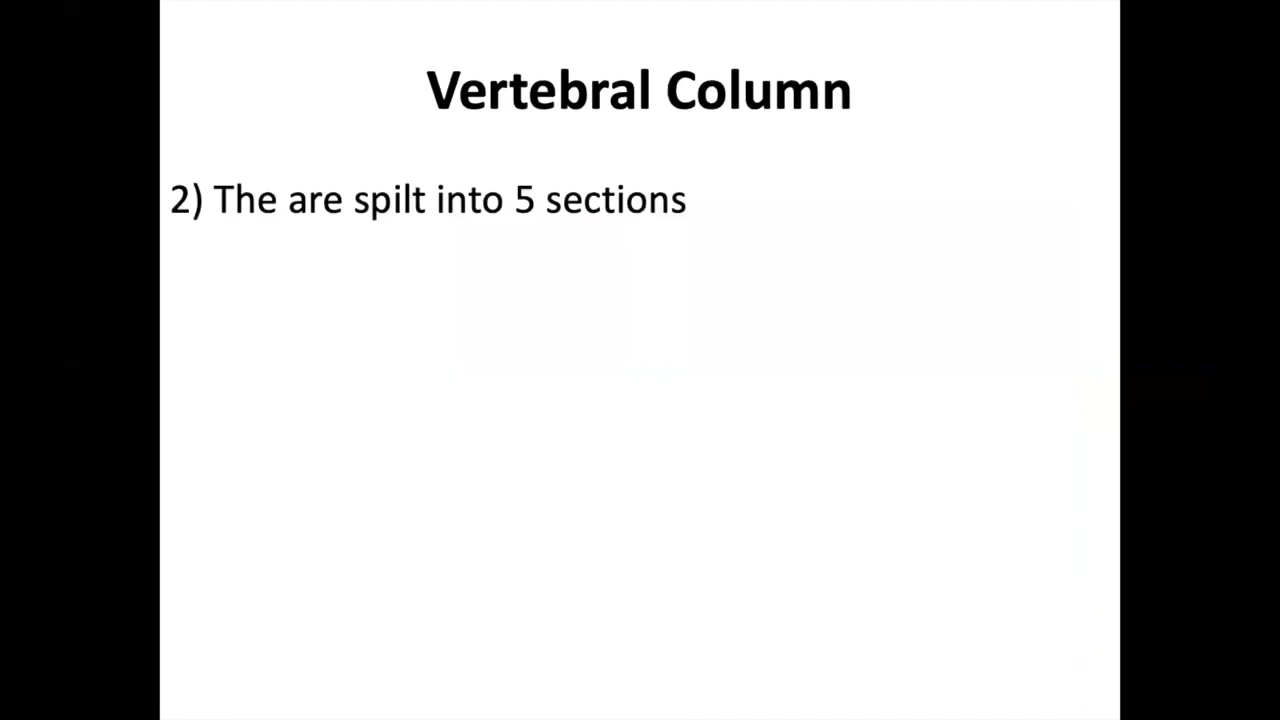 Vertebral Column
2) The are spilt into 5 sections